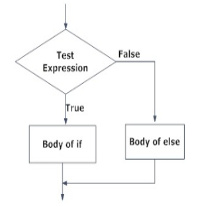 Test
Expression
False
True
Body of if
Body of else